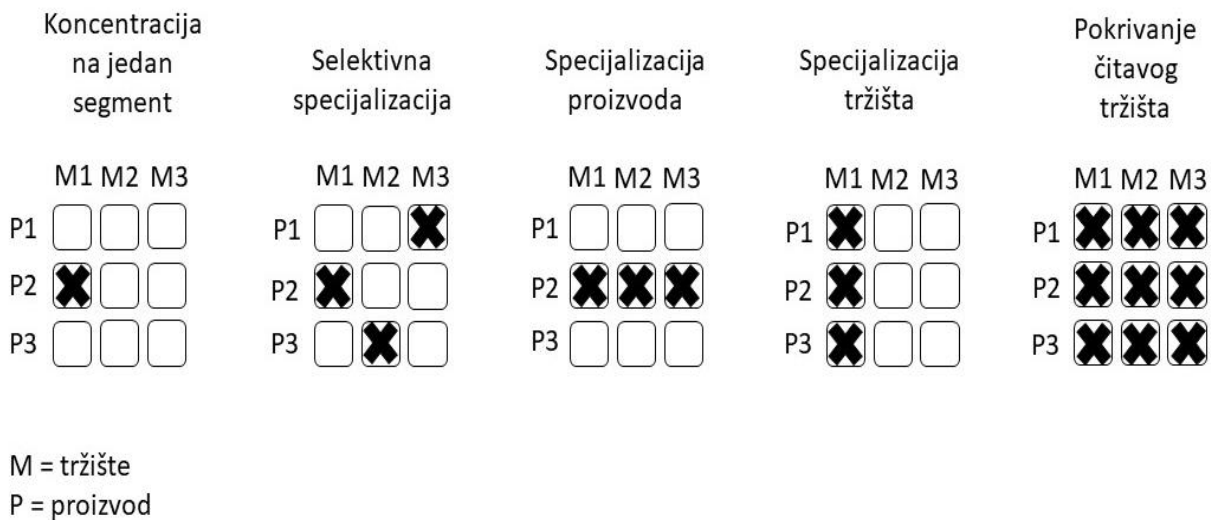 Koncentracija
na jedan
segment
Selektivna
specijalizacija
Specijalizacija
proizvoda
Specijalizacija
tržišta
Pokrivanje
čitavog
tržišta
M1 M2 M3
P1
P2
P3
M1 M2 M3
P1
P2
P3
M1 M2 M3
P1
P2
P3
M1 M2 M3
P1
P2
P3
M1 M2 M3
P1
P2
P3
M = tržište
P = proizvod